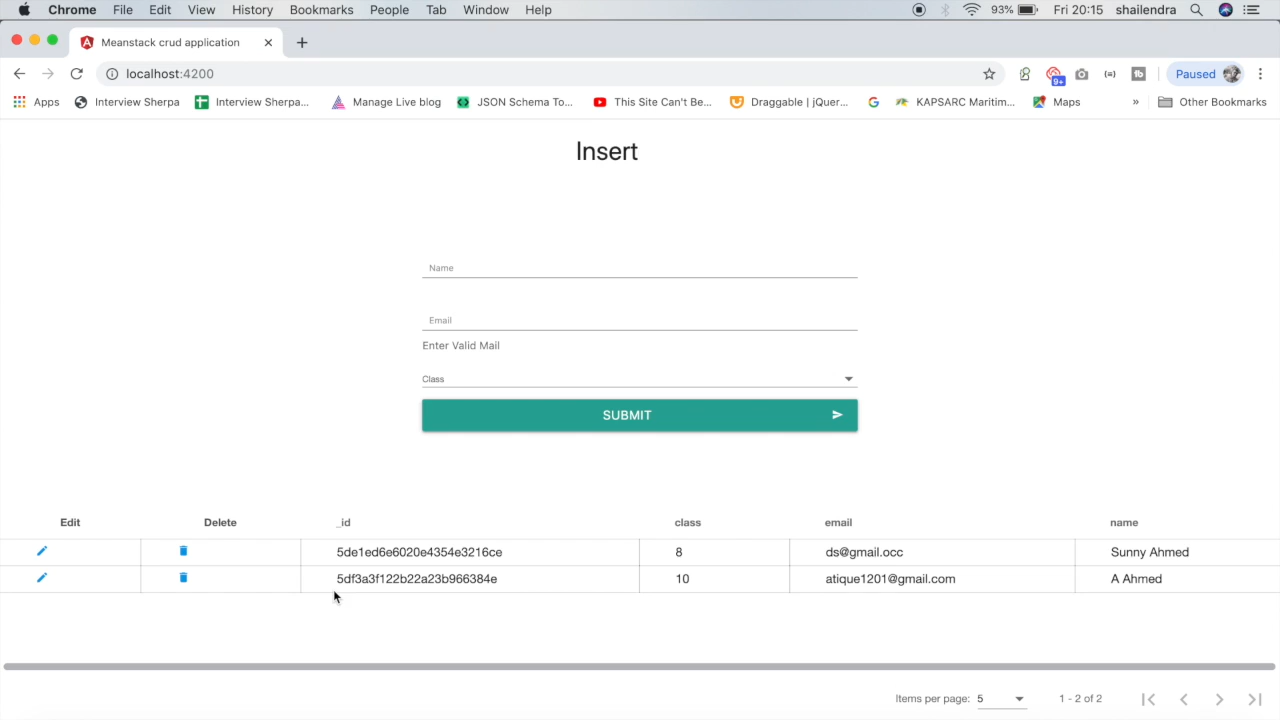 Chrome File Edit View History Bookmarks People Tab Window Help 93% Fri 20:15 shailendra
Meanstack crud application
localhost:4200 9+ (=) tb Paused
Apps Interview Sherpa Interview Sherpa... Manage Live blog JSON Schema To... This Site Can't Be... Draggable | jQuer... KAPSARC Maritim... Maps » Other Bookmarks
Insert
Name
Email
Enter Valid Mail
Class
SUBMIT
Edit Delete _id class email name
5de1ed6e6020e4354e3216ce 8 ds@gmail.occ Sunny Ahmed
5df3a3f122b22a23b966384e 10 atique1201@gmail.com A Ahmed
Items per page: 5 1 - 2 of 2